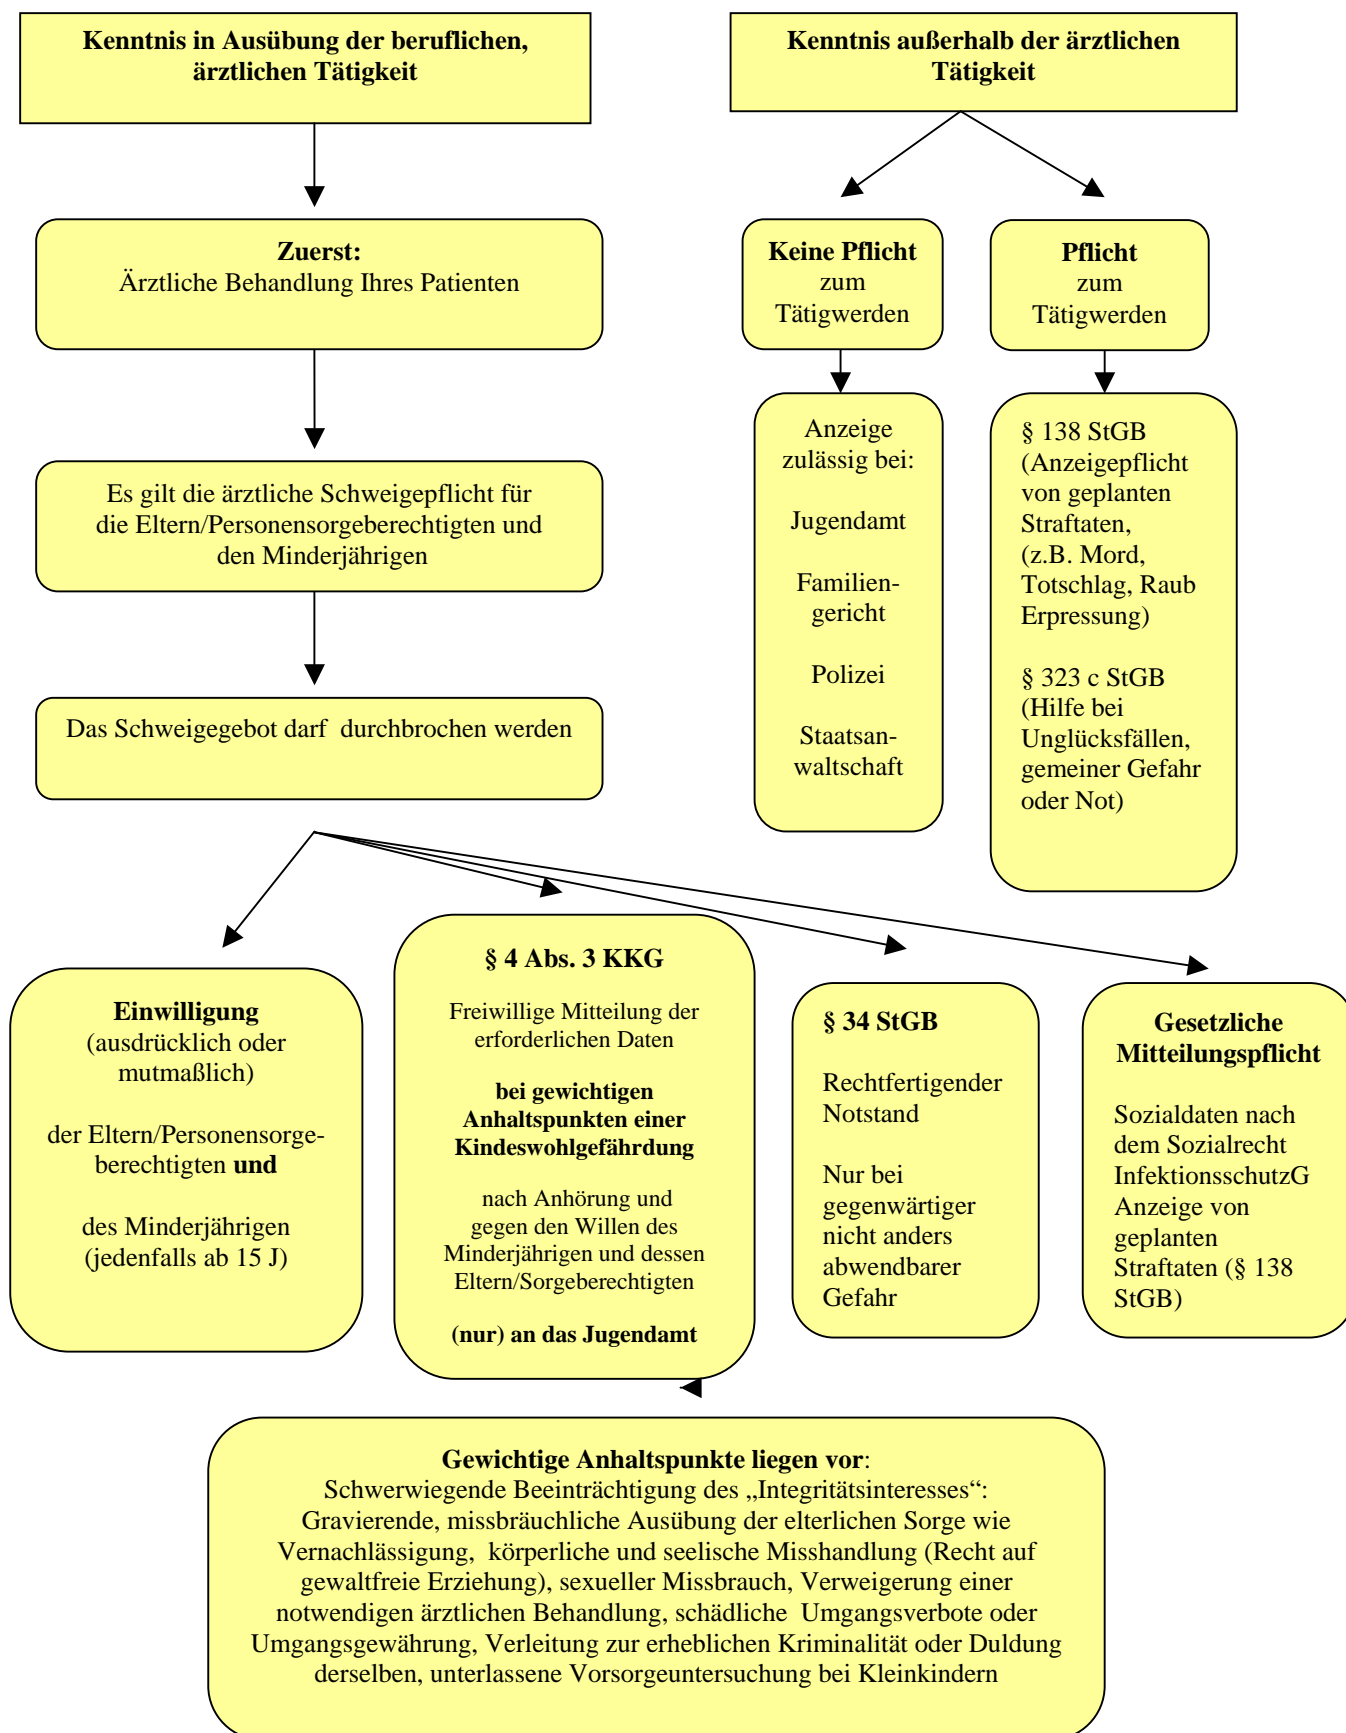 Kenntnis in Ausübung der beruflichen,
ärztlichen Tätigkeit
Kenntnis außerhalb der ärztlichen
Tätigkeit
Zuerst:
Ärztliche Behandlung Ihres Patienten
Keine Pflicht
zum
Tätigwerden
Pflicht
zum
Tätigwerden
Es gilt die ärztliche Schweigepflicht für
die Eltern/Personensorgeberechtigten und
den Minderjährigen
Das Schweigegebot darf  durchbrochen werden
Anzeige
zulässig bei:
Jugendamt
Familien-
gericht
Polizei
Staatsan-
waltschaft
§ 138 StGB
(Anzeigepflicht
von geplanten
Straftaten,
(z.B. Mord,
Totschlag, Raub
Erpressung)
§ 323 c StGB
(Hilfe bei
Unglücksfällen,
gemeiner Gefahr
oder Not)
Einwilligung
(ausdrücklich oder
mutmaßlich)
der Eltern/Personensorge-
berechtigten und
des Minderjährigen
(jedenfalls ab 15 J)
§ 4 Abs. 3 KKG
Freiwillige Mitteilung der
erforderlichen Daten
bei gewichtigen
Anhaltspunkten einer
Kindeswohlgefährdung
nach Anhörung und
gegen den Willen des
Minderjährigen und dessen
Eltern/Sorgeberechtigten
(nur) an das Jugendamt
§ 34 StGB
Rechtfertigender
Notstand
Nur bei
gegenwärtiger
nicht anders
abwendbarer
Gefahr
Gesetzliche
Mitteilungspflicht
Sozialdaten nach
dem Sozialrecht
InfektionsschutzG
Anzeige von
geplanten
Straftaten (§ 138
StGB)
Gewichtige Anhaltspunkte liegen vor:
Schwerwiegende Beeinträchtigung des „Integritätsinteresses“:
Gravierende, missbräuchliche Ausübung der elterlichen Sorge wie
Vernachlässigung,  körperliche und seelische Misshandlung (Recht auf
gewaltfreie Erziehung), sexueller Missbrauch, Verweigerung einer
notwendigen ärztlichen Behandlung, schädliche  Umgangsverbote oder
Umgangsgewährung, Verleitung zur erheblichen Kriminalität oder Duldung
derselben, unterlassene Vorsorgeuntersuchung bei Kleinkindern